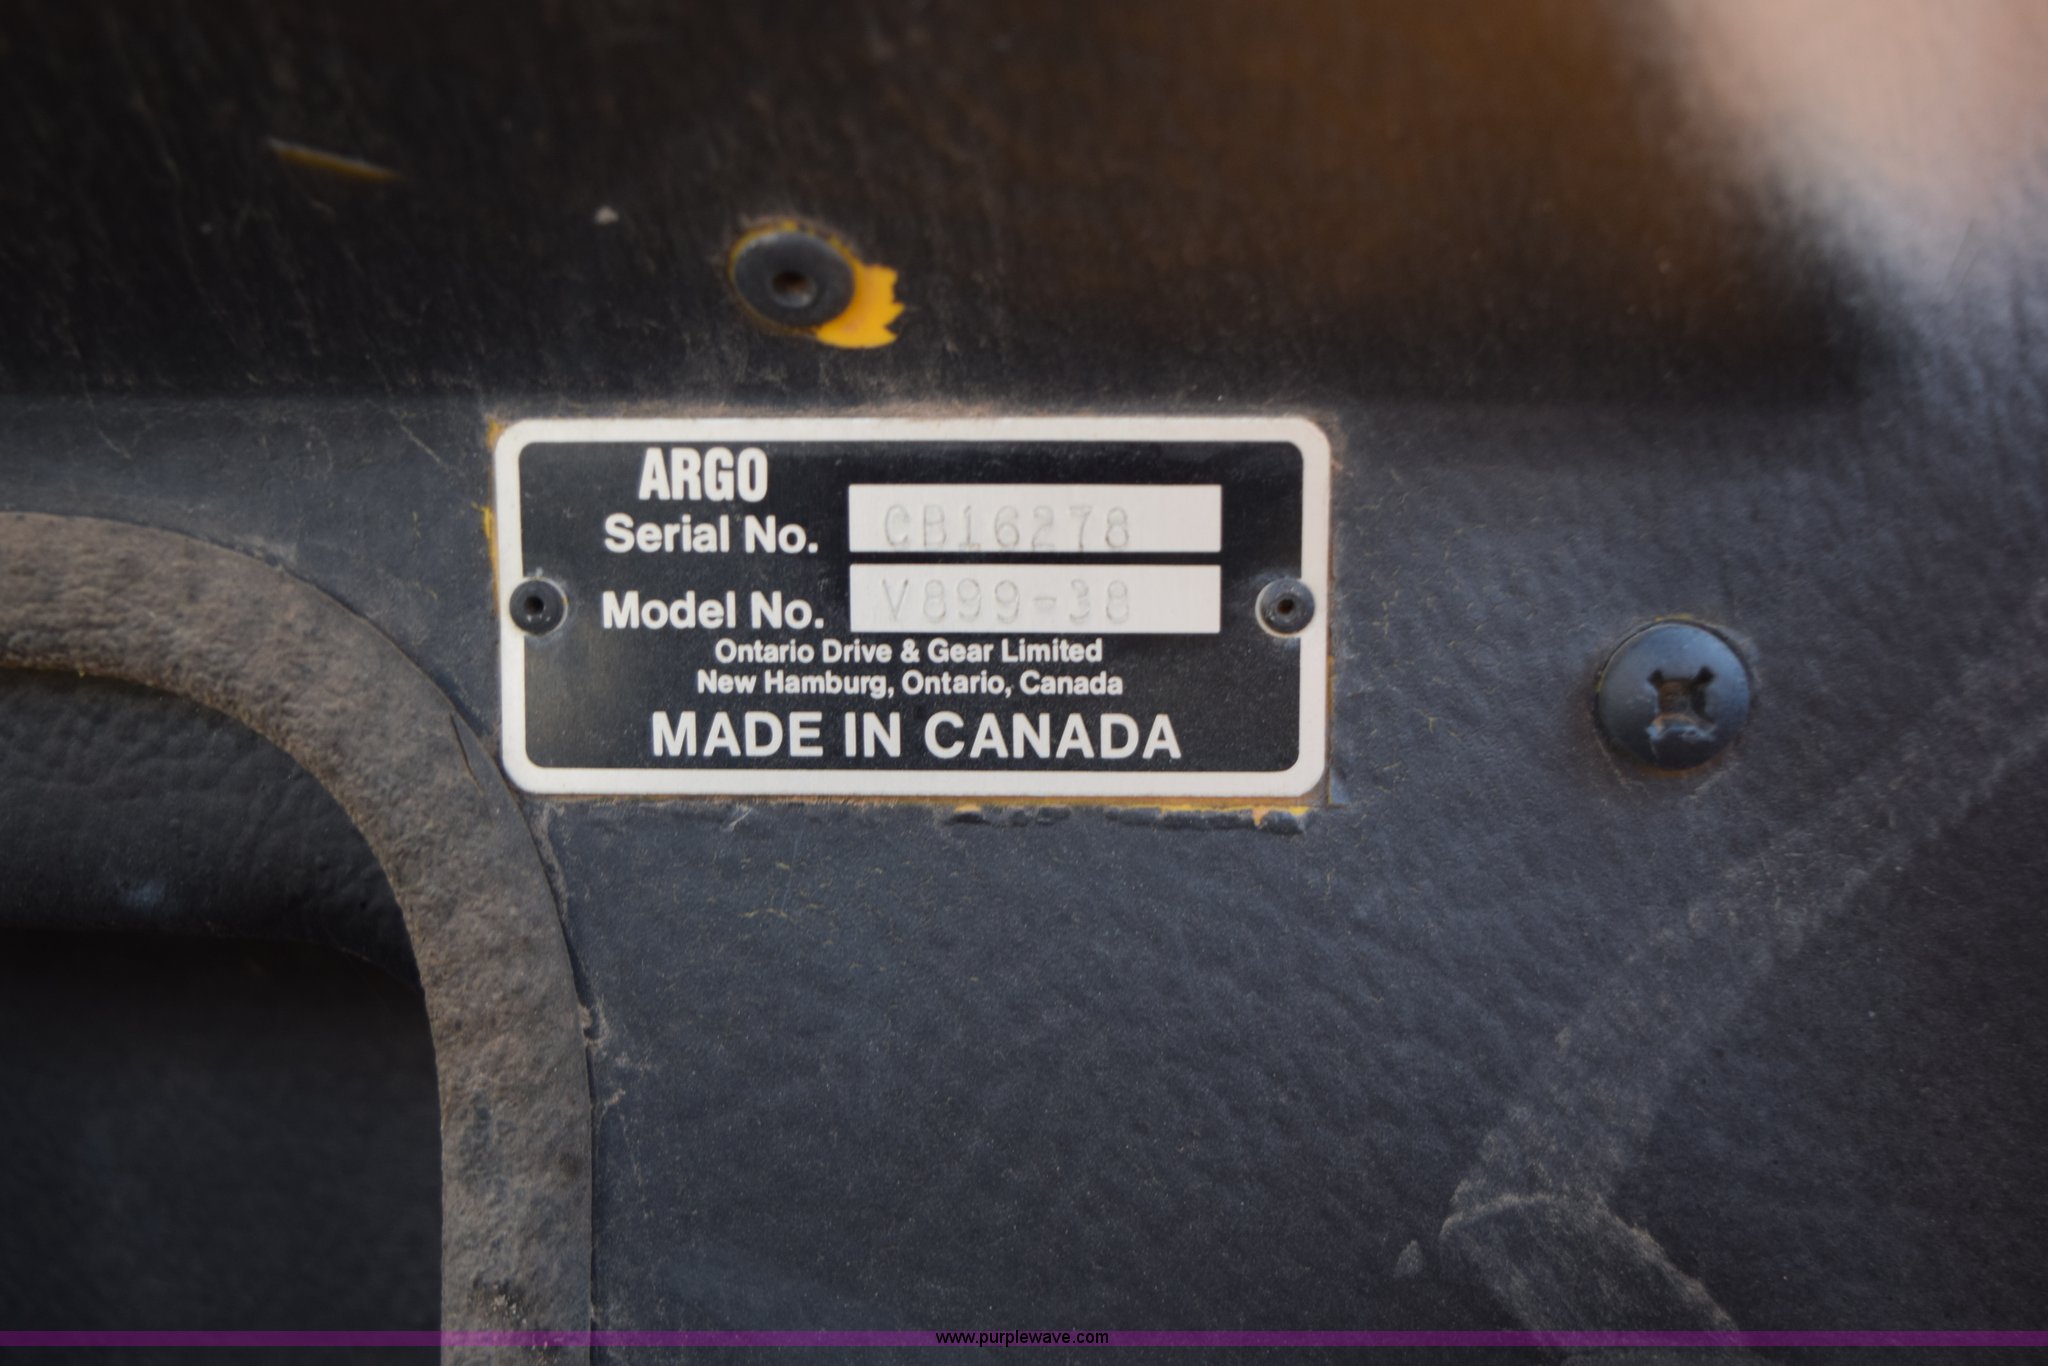 ARGO
Serial No. CB16278
Model No. V899-38
Ontario Drive & Gear Limited
New Hamburg, Ontario, Canada
MADE IN CANADA
www.purplewave.com